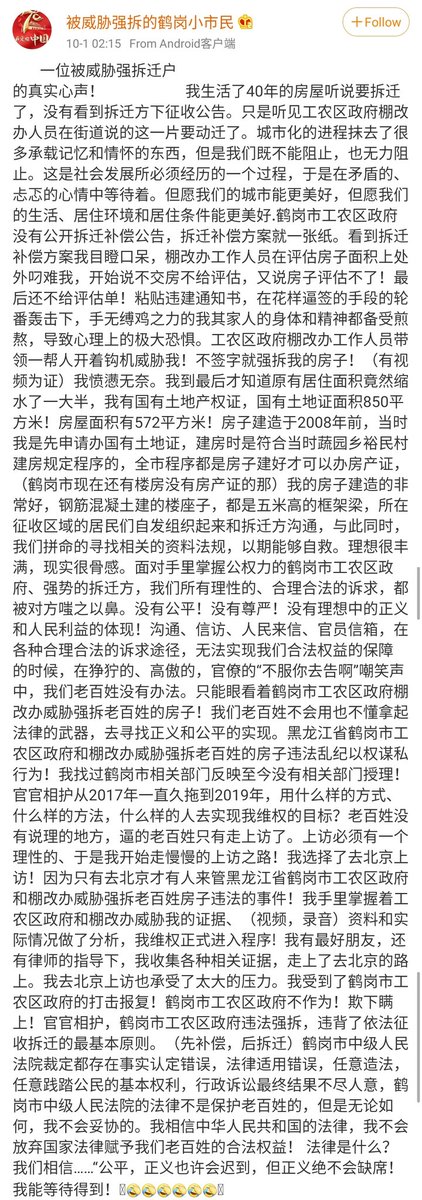 被威胁强拆的鹤岗小市民
10-1 02:15 From Android客户端
+Follow
一位被威胁强拆迁户
的真实心声！ 我生活了40年的房屋听说要拆迁
了，没有看到拆迁方下征收公告。只是听见工农区政府棚改
办人员在街道说的这一片要动迁了。城市化的进程抹去了很
多承载记忆和情怀的东西，但是我们既不能阻止，也无力阻
止。这是社会发展所必须经历的一个过程，于是在矛盾的、
忐忑的心情中等待着。但愿我们的城市能更美好，但愿我们
的生活、居住环境和居住条件能更美好.鹤岗市工农区政府
没有公开拆迁补偿公告，拆迁补偿方案就一张纸。看到拆迁
补偿方案我目瞪口呆，棚改办工作人员在评估房子面积上处
外叼难我，开始说不交房不给评估，又说房子评估不了！最
后还不给评估单！粘贴违建通知书，在花样逼签的手段的轮
番轰击下，手无缚鸡之力的我其家人的身体和精神都备受煎
熬，导致心理上的极大恐惧。工农区政府棚改办工作人员带
领一帮人开着钩机威胁我！不签字就强拆我的房子！（有视
频为证）我愤懑无奈。我到最后才知道原有居住面积竟然缩
水了一大半，我有国有土地产权证，国有土地证面积850平
方米！房屋面积有572平方米！房子建造于2008年前，当时
我是先申请办国有土地证，建房时是符合当时蔬园乡裕民村
建房规定程序的，全市程序都是房子建好才可以办房产证，
（鹤岗市现在还有楼房没有房产证的那）我的房子建造的非
常好，钢筋混凝土建的楼座子，都是五米高的框架梁，所在
征收区域的居民们自发组织起来和拆迁方沟通，与此同时，
我们拼命的寻找相关的资料法规，以期能够自救。理想很丰
满，现实很骨感。面对手里掌握公权力的鹤岗市工农区政
府、强势的拆迁方，我们所有理性的、合理合法的诉求，都
被对方嗤之以鼻。没有公平！没有尊严！没有理想中的正义
和人民利益的体现！沟通、信访、人民来信、官员信箱，在
各种合理合法的诉求途径，无法实现我们合法权益的保障
的时候，在狰狞的、高傲的，官僚的“不服你去告啊”嘲笑声
中，我们老百姓没有办法。只能眼看着鹤岗市工农区政府棚
改办威胁强拆老百姓的房子！我们老百姓不会用也不懂拿起
法律的武器，去寻找正义和公平的实现。黑龙江省鹤岗市工
农区政府和棚改办威胁强拆老百姓的房子违法乱纪以权谋私
行为！我找过鹤岗市相关部门反映至今没有相关部门授理！
官官相护从2017年一直久拖到2019年，用什么样的方式、
什么样的方法，什么样的人去实现我维权的目标？老百姓没
有说理的地方，逼的老百姓只有走上访了。上访必须有一个
理性的、于是我开始走慢慢的上访之路！我选择了去北京上
访！因为只有去北京才有人来管黑龙江省鹤岗市工农区政府
和棚改办威胁强拆老百姓房子违法的事件！我手里掌握着工
农区政府和棚改办威胁我的证据、（视频，录音）资料和实
际情况做了分析，我维权正式进入程序! 我有最好朋友，还
有律师的指导下，我收集各种相关证据，走上了去北京的路
上。我去北京上访也承受了太大的压力。我受到了鹤岗市工
农区政府的打击报复！鹤岗市工农区政府不作为！欺下瞒
上！官官相护，鹤岗市工农区政府违法强拆，违背了依法征
收拆迁的最基本原则。（先补偿，后拆迁）鹤岗市中级人民
法院裁定都存在事实认定错误，法律适用错误，任意造法，
任意践踏公民的基本权利，行政诉讼最终结果不尽人意，鹤
岗市中级人民法院的法律不是保护老百姓的，但是无论如
何，我不会妥协的。我相信中华人民共和国的法律，我不会
放弃国家法律赋予我们老百姓的合法权益！ 法律是什么？
我们相信……“公平，正义也许会迟到，但正义绝不会缺席！
我能等待得到！